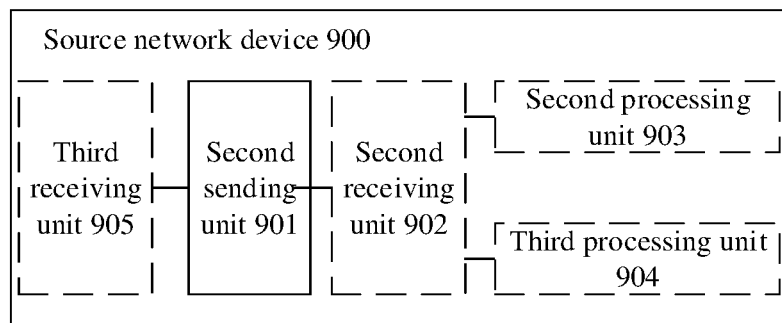 Source network device 900
Third
receiving
unit 905
Second
sending
unit 901
Second
receiving
unit 902
Second processing
unit 903
Third processing unit
904